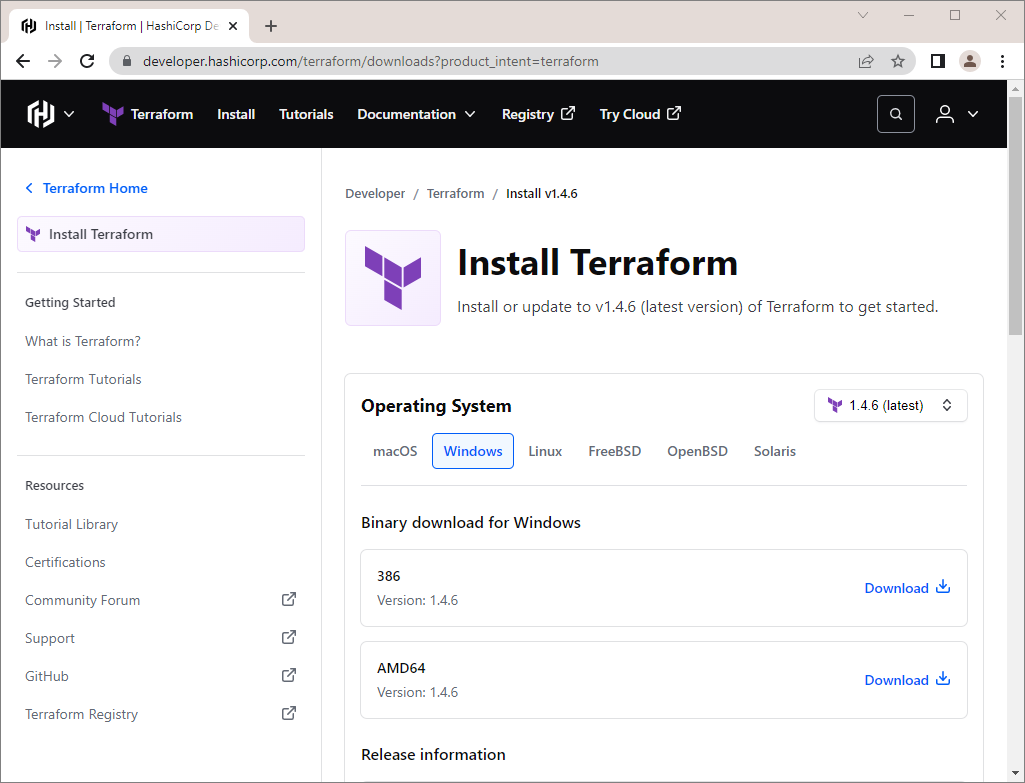 Install | Terraform | HashiCorp De
developer.hashicorp.com/terraform/downloads?product_intent=terraform
Terraform Install Tutorials Documentation Registry Try Cloud
Terraform Home
Install Terraform
Getting Started
What is Terraform?
Terraform Tutorials
Terraform Cloud Tutorials
Resources
Tutorial Library
Certifications
Community Forum
Support
GitHub
Terraform Registry
Developer / Terraform / Install v1.4.6
Install Terraform
Install or update to v1.4.6 (latest version) of Terraform to get started.
Operating System
1.4.6 (latest)
macOS Windows Linux FreeBSD OpenBSD Solaris
Binary download for Windows
386
Version: 1.4.6
Download
AMD64
Version: 1.4.6
Download
Release information